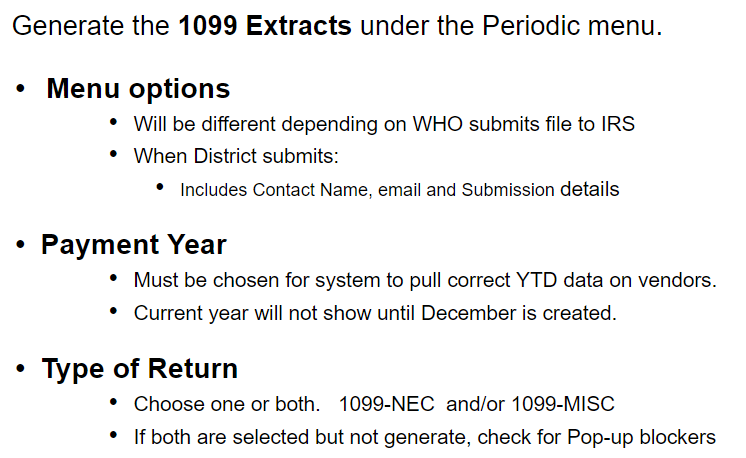 Generate the 1099 Extracts under the Periodic menu.
• Menu options
• Will be different depending on WHO submits file to IRS
• When District submits:
• Includes Contact Name, email and Submission details
• Payment Year
• Must be chosen for system to pull correct YTD data on vendors.
• Current year will not show until December is created.
• Type of Return
• Choose one or both. 1099-NEC and/or 1099-MISC
• If both are selected but not generate, check for Pop-up blockers